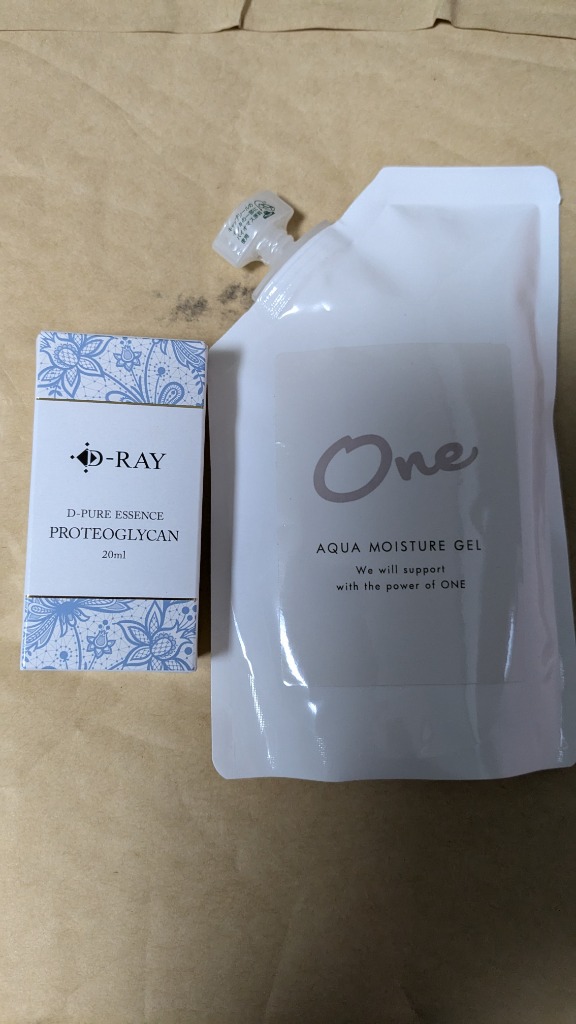 D-RAY
D-PURE ESSENCE
PROTEOGLYCAN
20ml
One
AQUA MOISTURE GEL
We will support
with the power of ONE